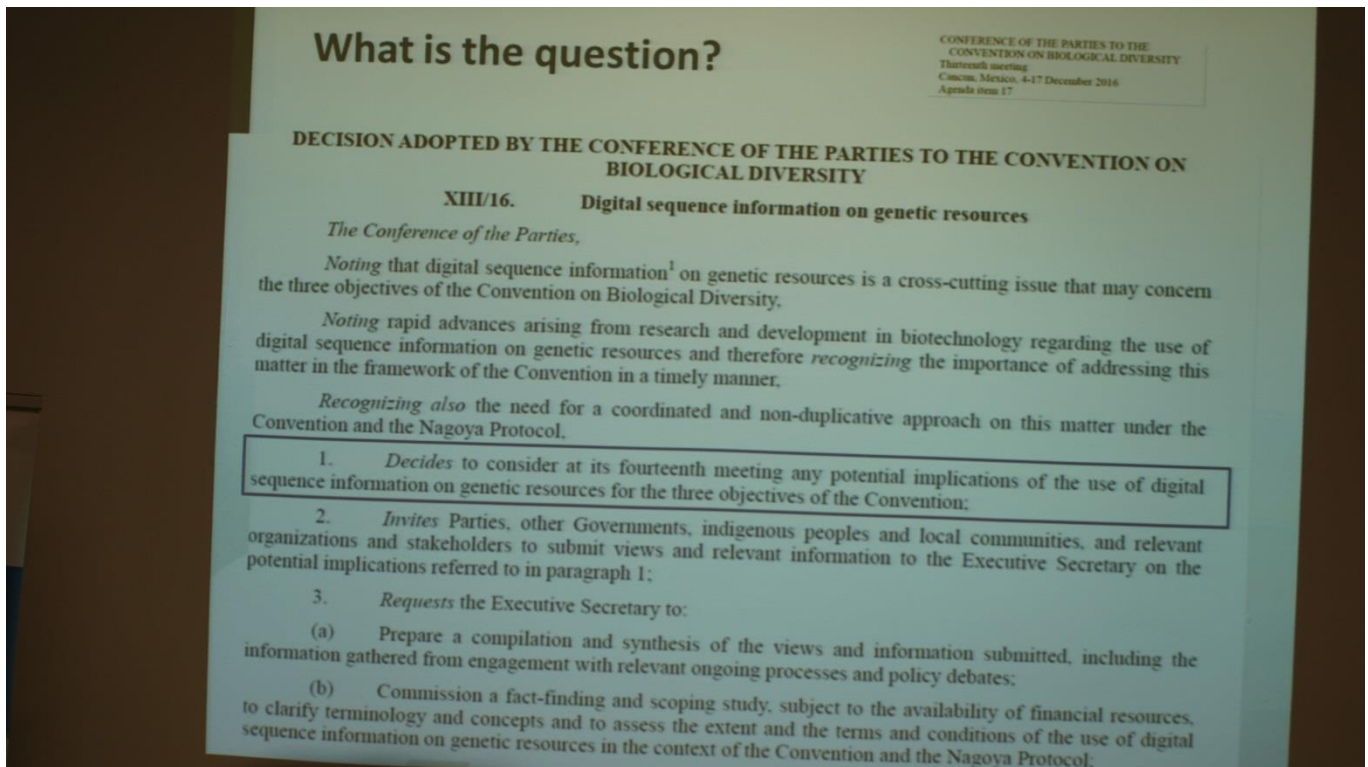 What is the question?
CONFERENCE OF THE PARTIES TO THE
CONVENTION ON BIOLOGICAL DIVERSITY
Thirteenth meeting
Cancun, Mexico, 4-17 December 2016
Agenda item 17
DECISION ADOPTED BY THE CONFERENCE OF THE PARTIES TO THE CONVENTION ON
BIOLOGICAL DIVERSITY
XIII/16. Digital sequence information on genetic resources
The Conference of the Parties,
Noting that digital sequence information¹ on genetic resources is a cross-cutting issue that may concern
the three objectives of the Convention on Biological Diversity,
Noting rapid advances arising from research and development in biotechnology regarding the use of
digital sequence information on genetic resources and therefore recognizing the importance of addressing this
matter in the framework of the Convention in a timely manner,
Recognizing also the need for a coordinated and non-duplicative approach on this matter under the
Convention and the Nagoya Protocol,
1. Decides to consider at its fourteenth meeting any potential implications of the use of digital
sequence information on genetic resources for the three objectives of the Convention;
2. Invites Parties, other Governments, indigenous peoples and local communities, and relevant
organizations and stakeholders to submit views and relevant information to the Executive Secretary on the
potential implications referred to in paragraph 1;
3. Requests the Executive Secretary to:
(a) Prepare a compilation and synthesis of the views and information submitted, including the
information gathered from engagement with relevant ongoing processes and policy debates;
(b) Commission a fact-finding and scoping study, subject to the availability of financial resources,
to clarify terminology and concepts and to assess the extent and the terms and conditions of the use of digital
sequence information on genetic resources in the context of the Convention and the Nagoya Protocol;